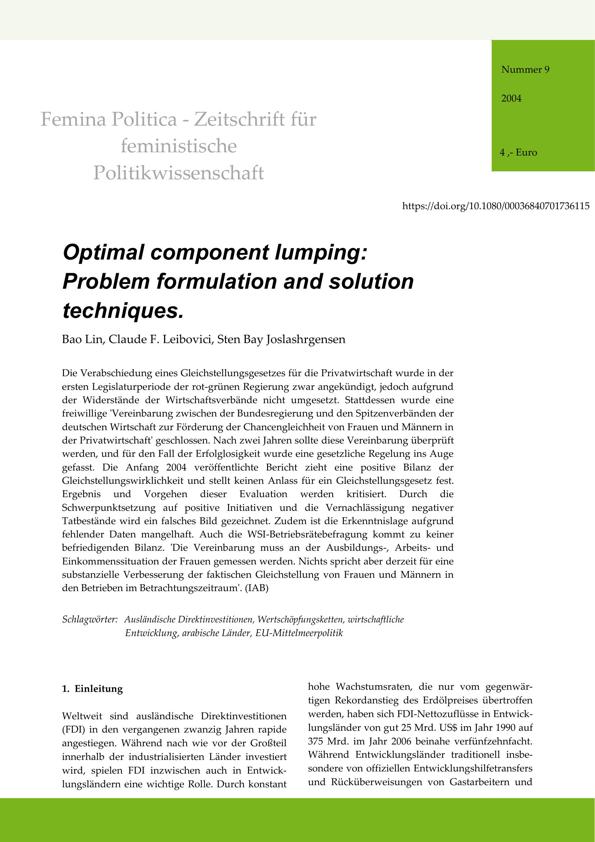 Nummer 9
2004
4 ,- Euro
Femina Politica - Zeitschrift für
feministische
Politikwissenschaft
https://doi.org/10.1080/00036840701736115
Optimal component lumping:
Problem formulation and solution
techniques.
Bao Lin, Claude F. Leibovici, Sten Bay Joslashrgensen
Die Verabschiedung eines Gleichstellungsgesetzes für die Privatwirtschaft wurde in der
ersten Legislaturperiode der rot-grünen Regierung zwar angekündigt, jedoch aufgrund
der Widerstände der Wirtschaftsverbände nicht umgesetzt. Stattdessen wurde eine
freiwillige 'Vereinbarung zwischen der Bundesregierung und den Spitzenverbänden der
deutschen Wirtschaft zur Förderung der Chancengleichheit von Frauen und Männern in
der Privatwirtschaft' geschlossen. Nach zwei Jahren sollte diese Vereinbarung überprüft
werden, und für den Fall der Erfolglosigkeit wurde eine gesetzliche Regelung ins Auge
gefasst. Die Anfang 2004 veröffentlichte Bericht zieht eine positive Bilanz der
Gleichstellungswirklichkeit und stellt keinen Anlass für ein Gleichstellungsgesetz fest.
Ergebnis und Vorgehen dieser Evaluation werden kritisiert. Durch die
Schwerpunktsetzung auf positive Initiativen und die Vernachlässigung negativer
Tatbestände wird ein falsches Bild gezeichnet. Zudem ist die Erkenntnislage aufgrund
fehlender Daten mangelhaft. Auch die WSI-Betriebsrätebefragung kommt zu keiner
befriedigenden Bilanz. 'Die Vereinbarung muss an der Ausbildungs-, Arbeits- und
Einkommenssituation der Frauen gemessen werden. Nichts spricht aber derzeit für eine
substanzielle Verbesserung der faktischen Gleichstellung von Frauen und Männern in
den Betrieben im Betrachtungszeitraum'. (IAB)
Schlagwörter: Ausländische Direktinvestitionen, Wertschöpfungsketten, wirtschaftliche
Entwicklung, arabische Länder, EU-Mittelmeerpolitik
1. Einleitung
Weltweit sind ausländische Direktinvestitionen
(FDI) in den vergangenen zwanzig Jahren rapide
angestiegen. Während nach wie vor der Großteil
innerhalb der industrialisierten Länder investiert
wird, spielen FDI inzwischen auch in Entwick-
lungsländern eine wichtige Rolle. Durch konstant
hohe Wachstumsraten, die nur vom gegenwär-
tigen Rekordanstieg des Erdölpreises übertroffen
werden, haben sich FDI-Nettozuflüsse in Entwick-
lungsländer von gut 25 Mrd. US$ im Jahr 1990 auf
375 Mrd. im Jahr 2006 beinahe verfünfzehnfacht.
Während Entwicklungsländer traditionell insbe-
sondere von offiziellen Entwicklungshilfetransfers
und Rücküberweisungen von Gastarbeitern und